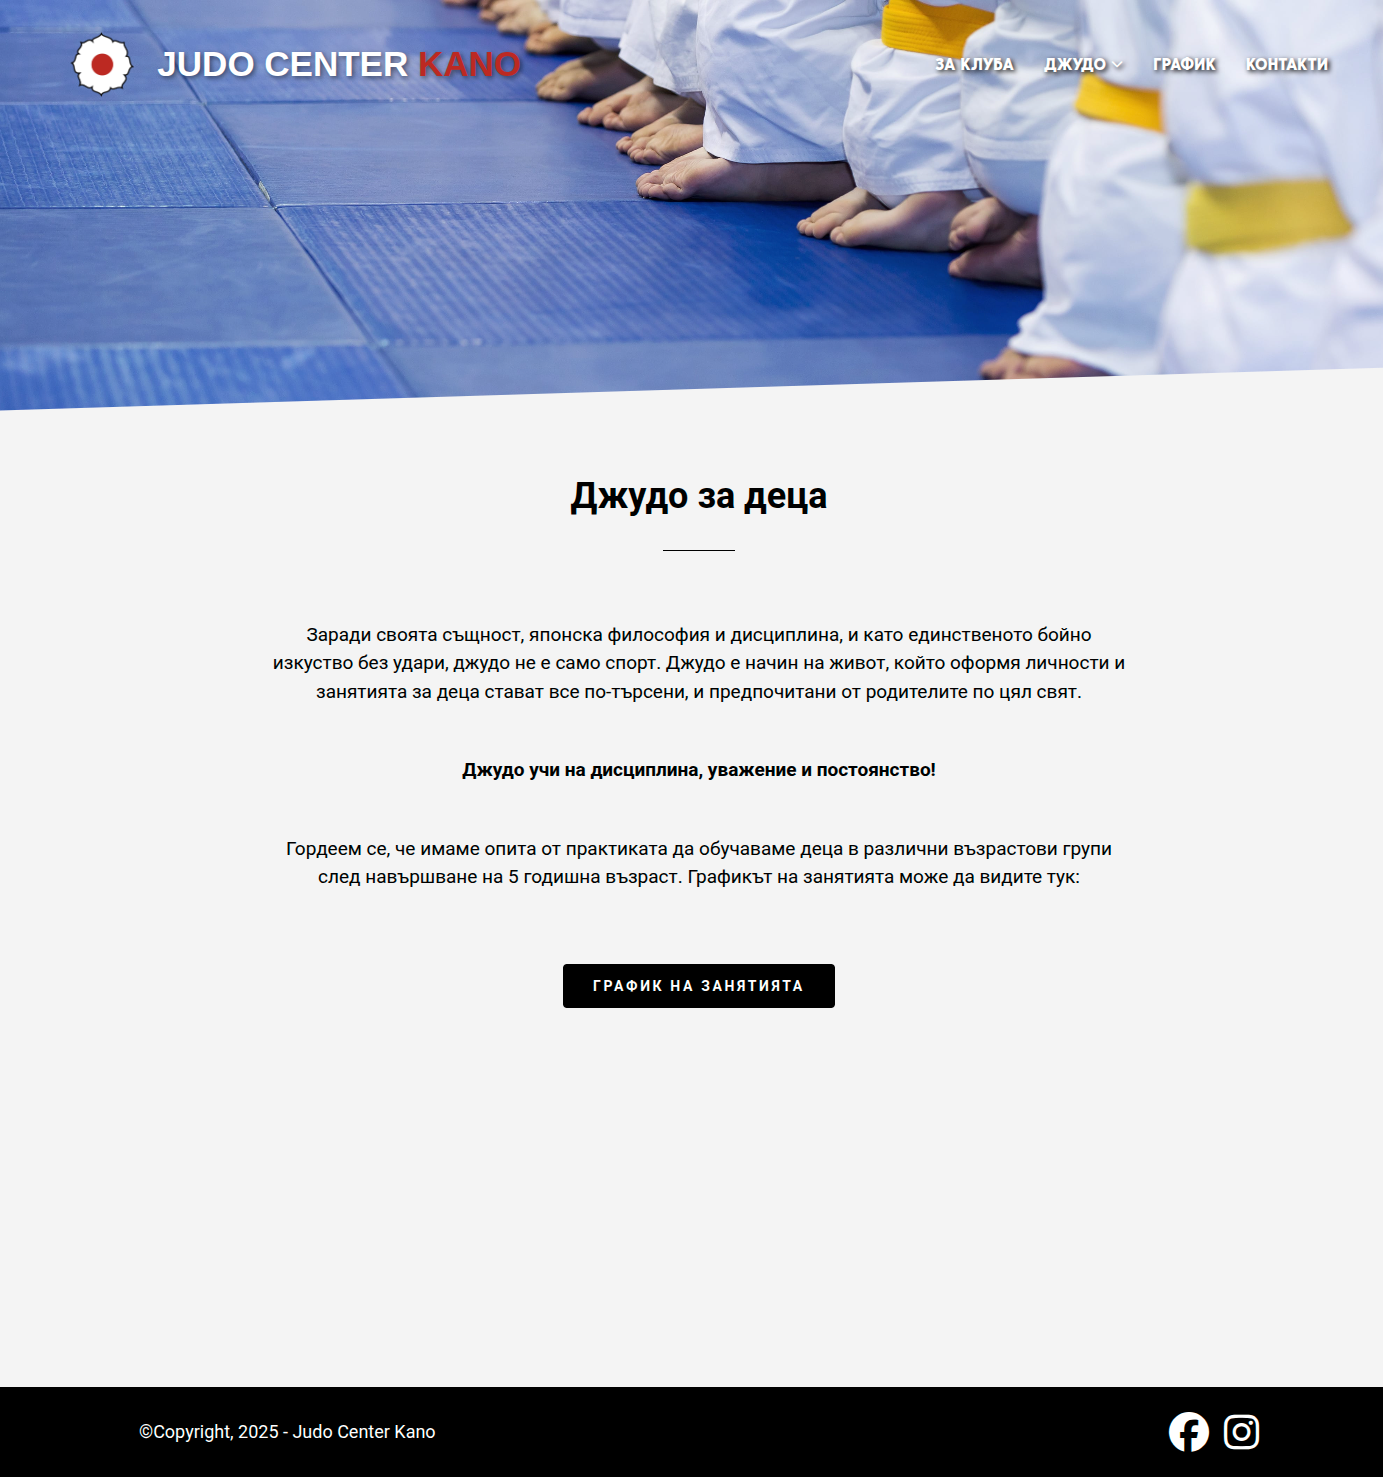 JUDO CENTER KANO
ЗА КЛУБА ДЖУДО ГРАФИК КОНТАКТИ
Джудо за деца
Заради своята същност, японска философия и дисциплина, и като единственото бойно
изкуство без удари, джудо не е само спорт. Джудо е начин на живот, който оформя личности и
занятията за деца стават все по-търсени, и предпочитани от родителите по цял свят.
Джудо учи на дисциплина, уважение и постоянство!
Гордеем се, че имаме опита от практиката да обучаваме деца в различни възрастови групи
след навършване на 5 годишна възраст. Графикът на занятията може да видите тук:
ГРАФИК НА ЗАНЯТИЯТА
©Copyright, 2025 - Judo Center Kano